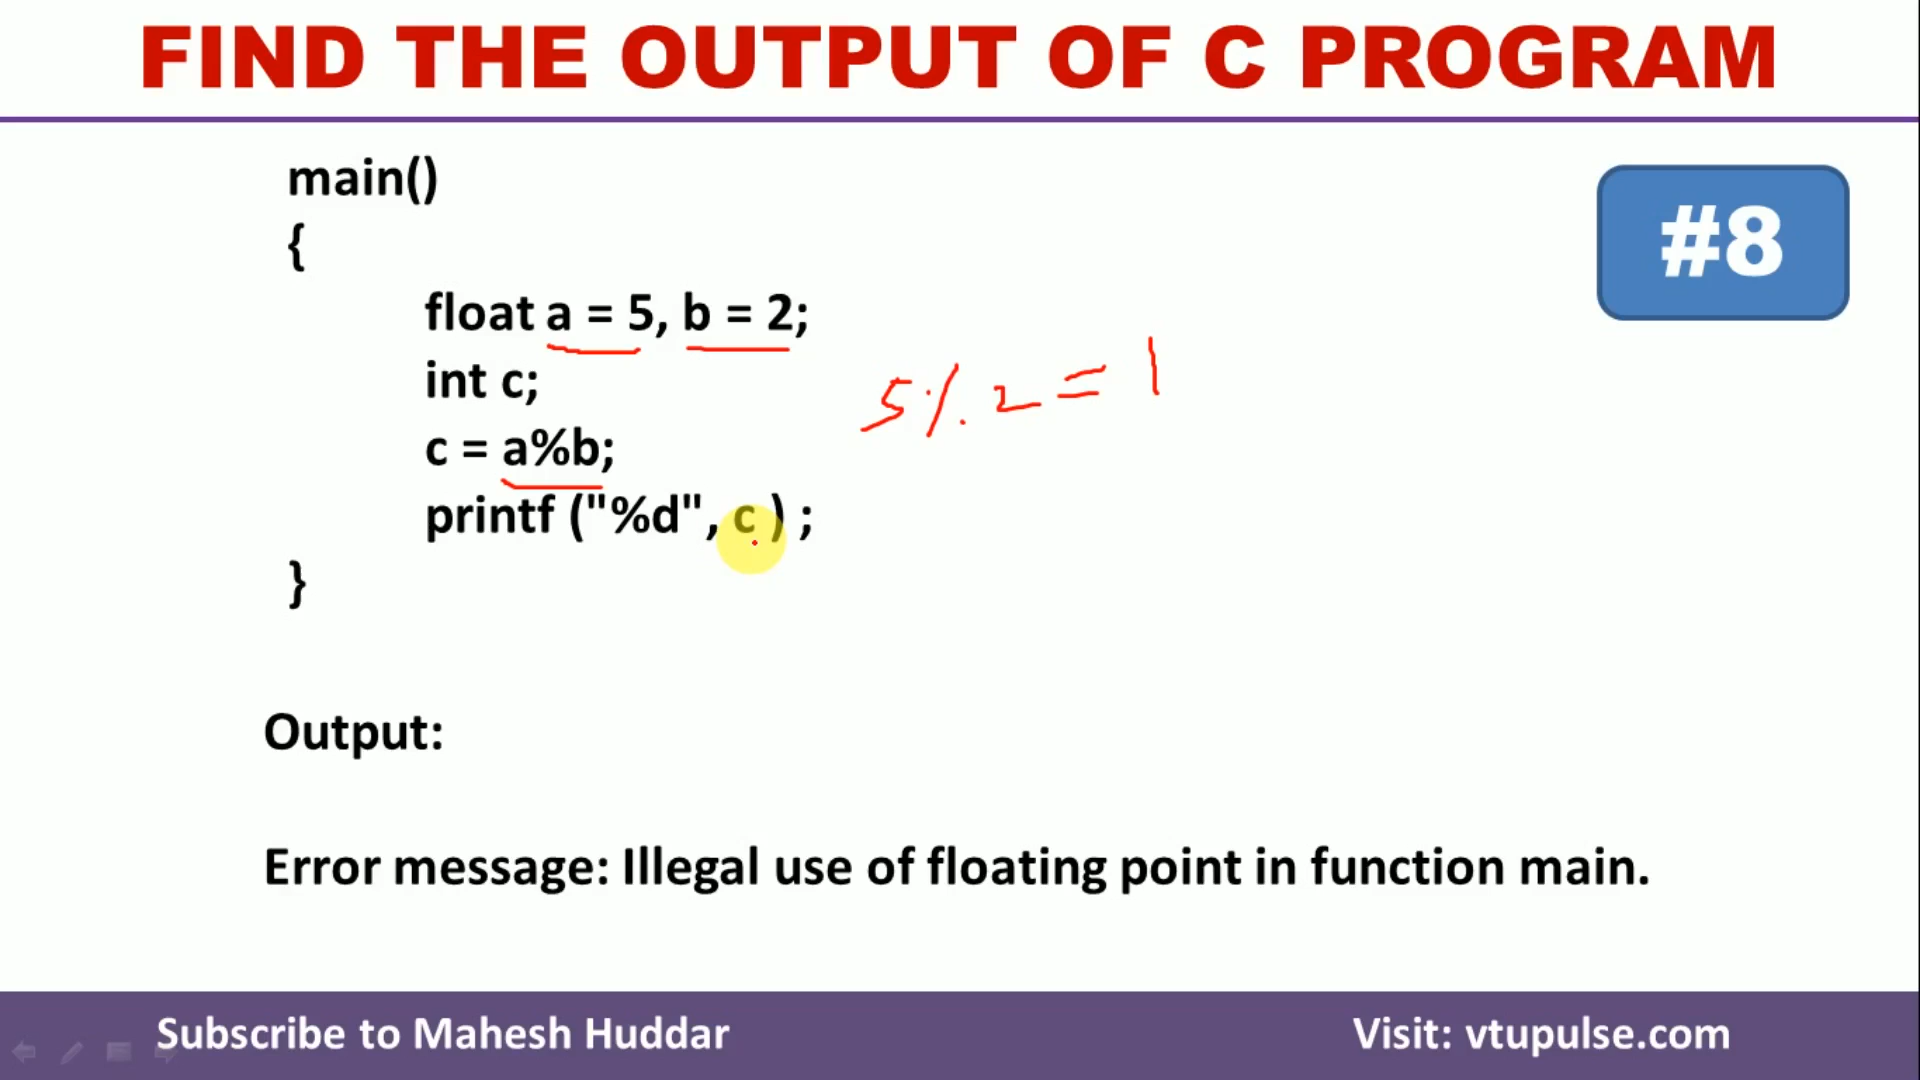 FIND THE OUTPUT OF C PROGRAM
main()
#8
{
float a = 5, b = 2;
int c;
5 % 2 = 1
c = a%b;
printf ("%d", c ) ;
}
Output:
Error message: Illegal use of floating point in function main.
Subscribe to Mahesh Huddar
Visit: vtupulse.com